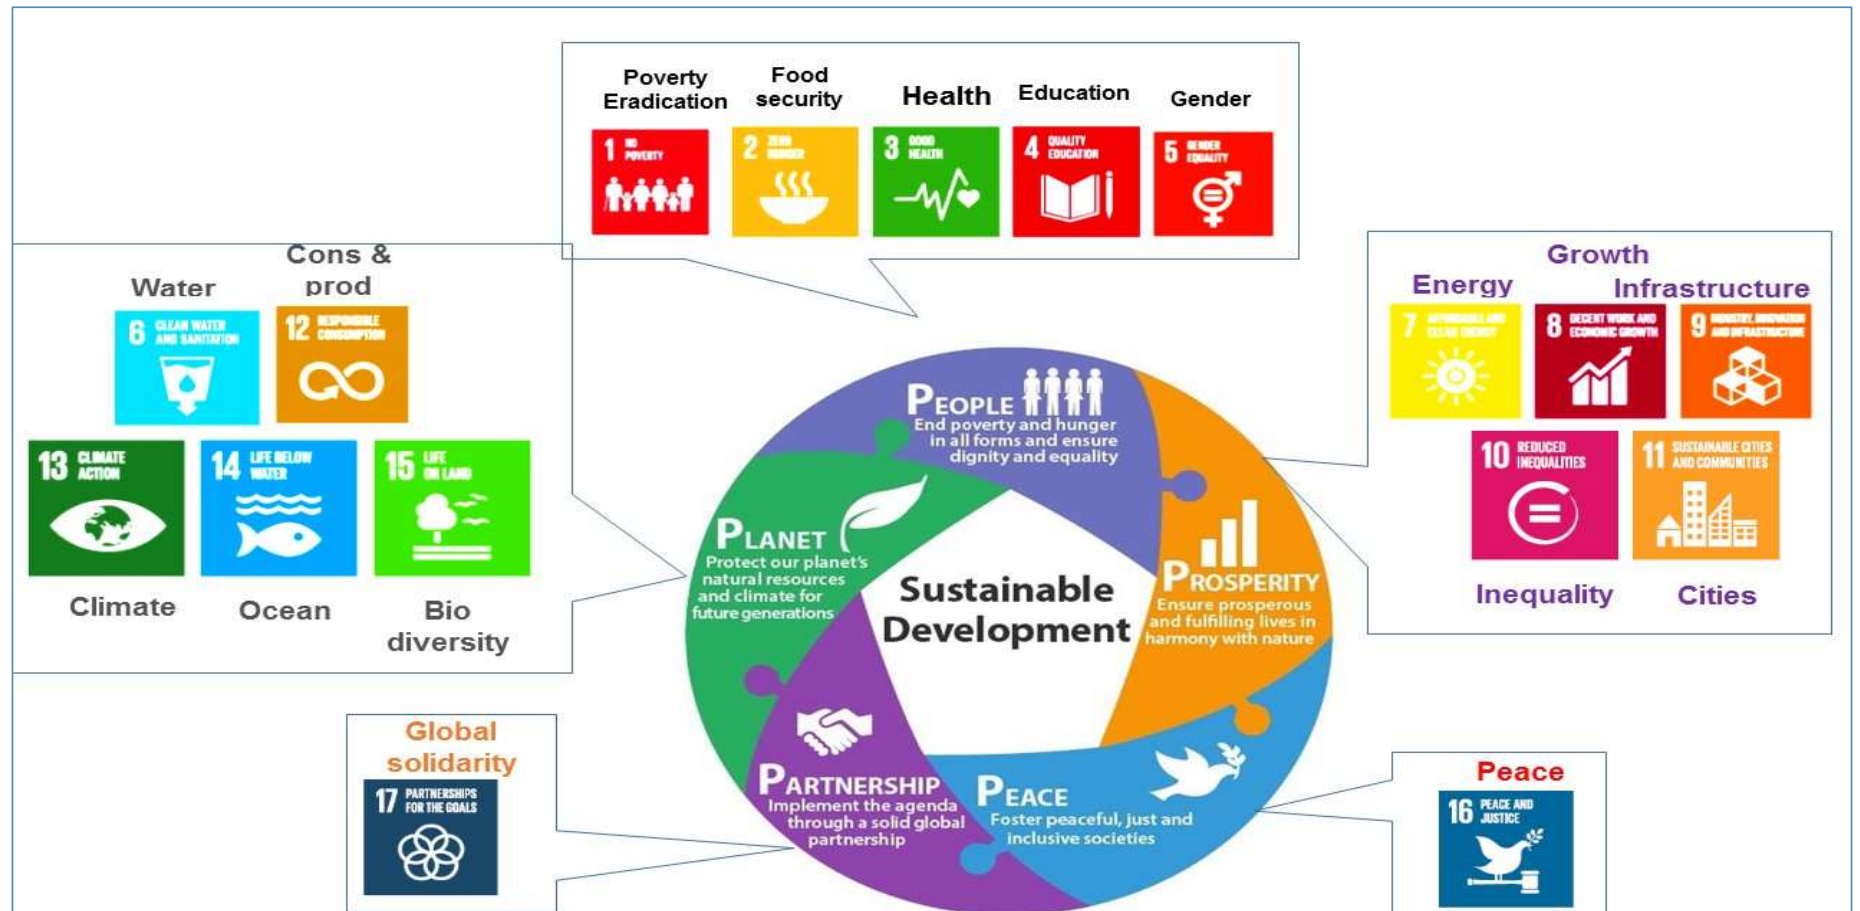 Poverty
Eradication
Food
security
Health
Education
Gender
1 NO
POVERTY
2 ZERO
HUNGER
3 GOOD
HEALTH
4 QUALITY
EDUCATION
5 GENDER
EQUALITY
Water
Cons &
prod
6 CLEAN WATER
AND SANITATION
12 RESPONSIBLE
CONSUMPTION
13 CLIMATE
ACTION
14 LIFE BELOW
WATER
15 LIFE
ON LAND
Climate
Ocean
Bio
diversity
Growth
Energy
Infrastructure
7 AFFORDABLE AND
CLEAN ENERGY
8 DECENT WORK AND
ECONOMIC GROWTH
9 INDUSTRY, INNOVATION
AND INFRASTRUCTURE
10 REDUCED
INEQUALITIES
11 SUSTAINABLE CITIES
AND COMMUNITIES
Inequality
Cities
PEOPLE
End poverty and hunger
in all forms and ensure
dignity and equality
PLANET
Protect our planet's
natural resources
and climate for
future generations
Sustainable
Development
PROSPERITY
Ensure prosperous
and fulfilling lives in
harmony with nature
PARTNERSHIP
Implement the agenda
through a solid global
partnership
PEACE
Foster peaceful, just and
inclusive societies
Global
solidarity
17 PARTNERSHIPS
FOR THE GOALS
Peace
16 PEACE AND
JUSTICE